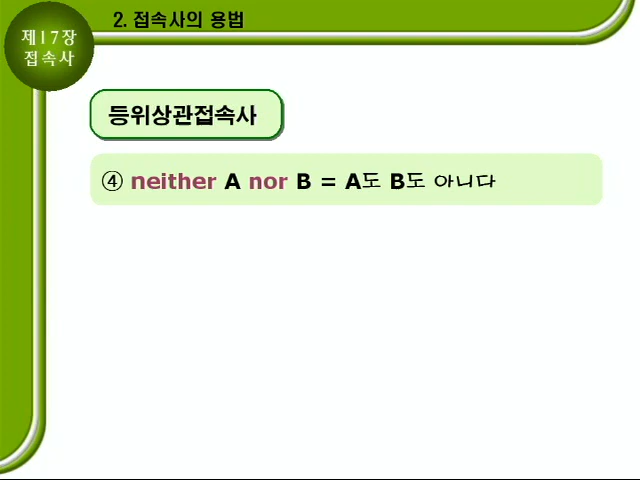 제17장
접속사
2. 접속사의 용법
등위상관접속사
④ neither A nor B = A도 B도 아니다